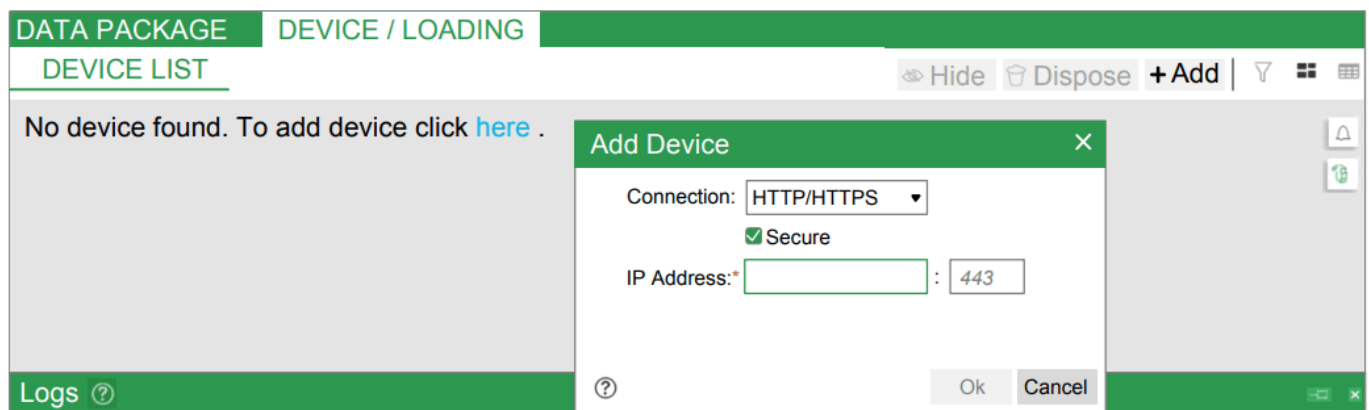 DATA PACKAGE DEVICE / LOADING
DEVICE LIST Hide Dispose +Add
No device found. To add device click here .
Add Device
Connection: HTTP/HTTPS
Secure
IP Address:* : 443
Ok Cancel
Logs